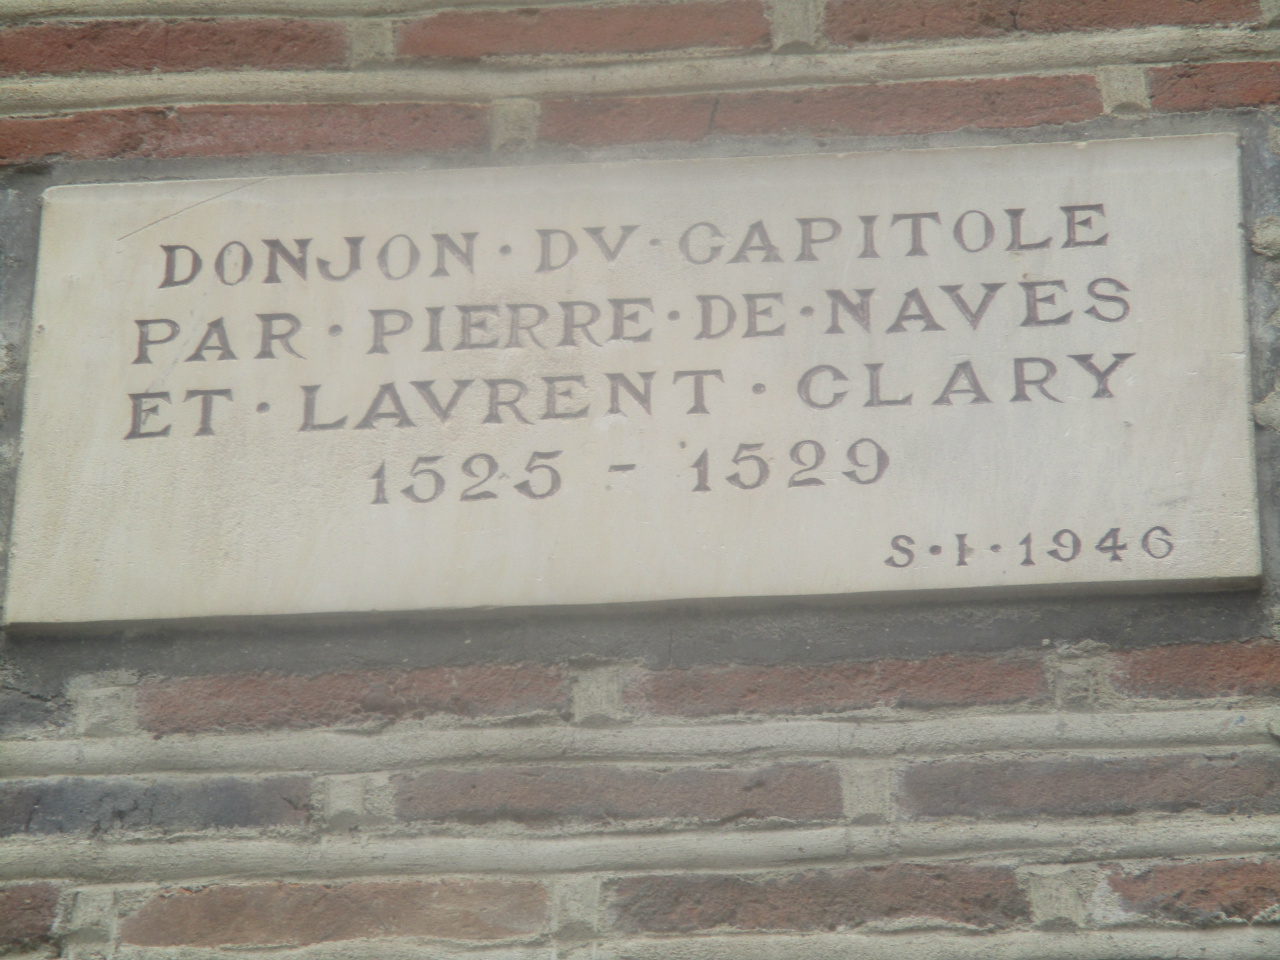 DONJON · DV · CAPITOLE
PAR · PIERRE · DE · NAVES
ET · LAVRENT · CLARY
1525 - 1529
S · I · 1946